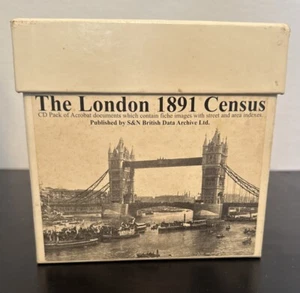 The London 1891 Census
CD Pack of Acrobat documents which contain fiche images with street and area indexes
Published by S&N British Data Archive Ltd.